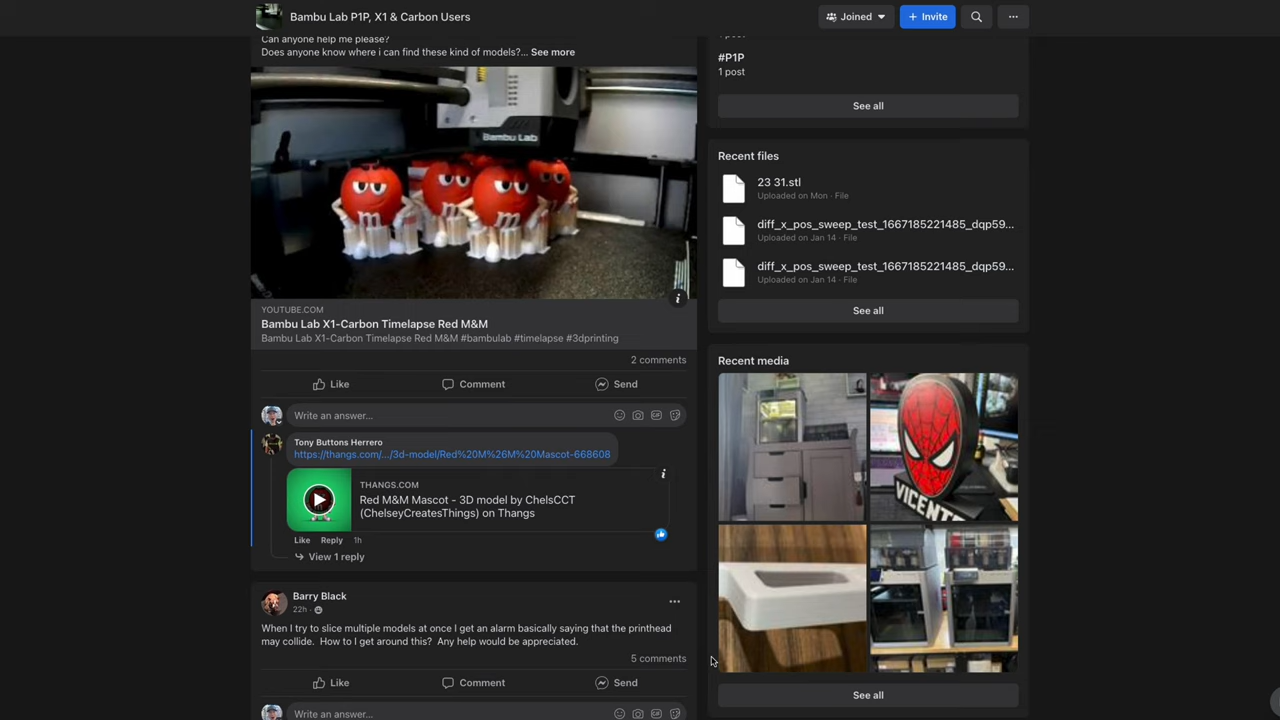 Bambu Lab P1P, X1 & Carbon Users
Joined
+ Invite
Can anyone help me please?
Does anyone know where i can find these kind of models?... See more
Bambu Lab
YOUTUBE.COM
Bambu Lab X1-Carbon Timelapse Red M&M
Bambu Lab X1-Carbon Timelapse Red M&M #bambulab #timelapse #3dprinting
2 comments
Like
Comment
Send
Write an answer...
Tony Buttons Herrero
https://thangs.com/.../3d-model/Red%20M%26M%20Mascot-668608
THANGS.COM
Red M&M Mascot - 3D model by ChelsCCT
(ChelseyCreatesThings) on Thangs
Like Reply 1h
View 1 reply
Barry Black
22h ·
When I try to slice multiple models at once I get an alarm basically saying that the printhead
may collide. How to I get around this? Any help would be appreciated.
5 comments
Like
Comment
Send
Write an answer...
1 post
#P1P
1 post
See all
Recent files
23 31.stl
Uploaded on Mon · File
diff_x_pos_sweep_test_1667185221485_dqp59...
Uploaded on Jan 14 · File
diff_x_pos_sweep_test_1667185221485_dqp59...
Uploaded on Jan 14 · File
See all
Recent media
VICENTE
See all